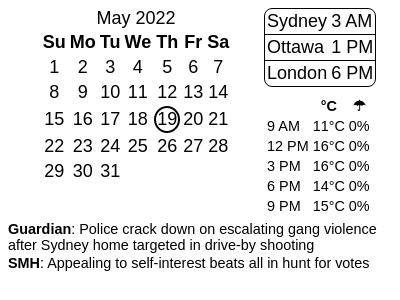 May 2022
Su Mo Tu We Th Fr Sa
1 2 3 4 5 6 7
8 9 10 11 12 13 14
15 16 17 18 19 20 21
22 23 24 25 26 27 28
29 30 31
Sydney 3 AM
Ottawa 1 PM
London 6 PM
°C ☂
9 AM 11°C 0%
12 PM 16°C 0%
3 PM 16°C 0%
6 PM 14°C 0%
9 PM 15°C 0%
Guardian: Police crack down on escalating gang violence
after Sydney home targeted in drive-by shooting
SMH: Appealing to self-interest beats all in hunt for votes